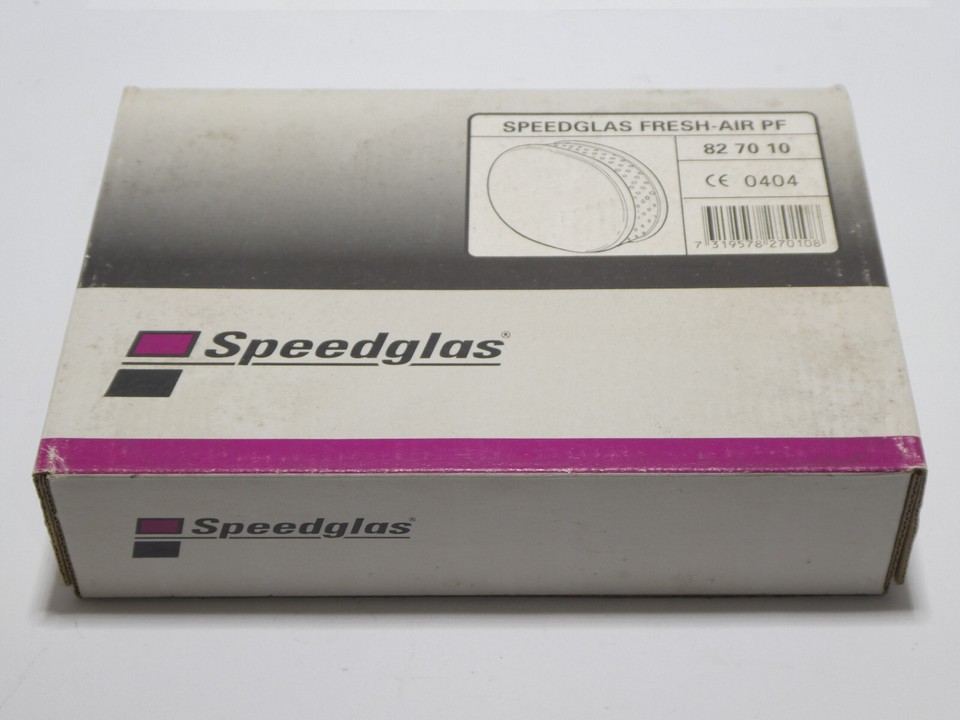 SPEEDGLAS FRESH-AIR PF
82 70 10
CE 0404
7 319578 270108
Speedglas®
Speedglas®